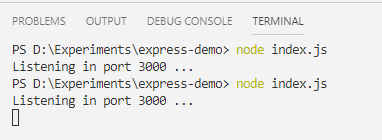 PROBLEMS OUTPUT DEBUG CONSOLE TERMINAL
PS D:\Experiments\express-demo> node index.js
Listening in port 3000 ...
PS D:\Experiments\express-demo> node index.js
Listening in port 3000 ...